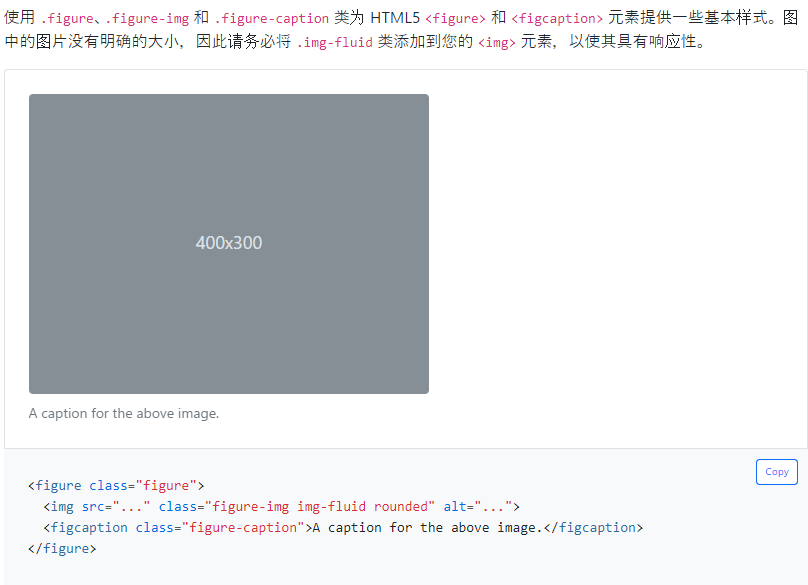 使用 .figure、.figure-img 和 .figure-caption 类为 HTML5 <figure> 和 <figcaption> 元素提供一些基本样式。图
中的图片没有明确的大小，因此请务必将 .img-fluid 类添加到您的 <img> 元素，以使其具有响应性。
400x300
A caption for the above image.
Copy
<figure class="figure">
  <img src="..." class="figure-img img-fluid rounded" alt="...">
  <figcaption class="figure-caption">A caption for the above image.</figcaption>
</figure>